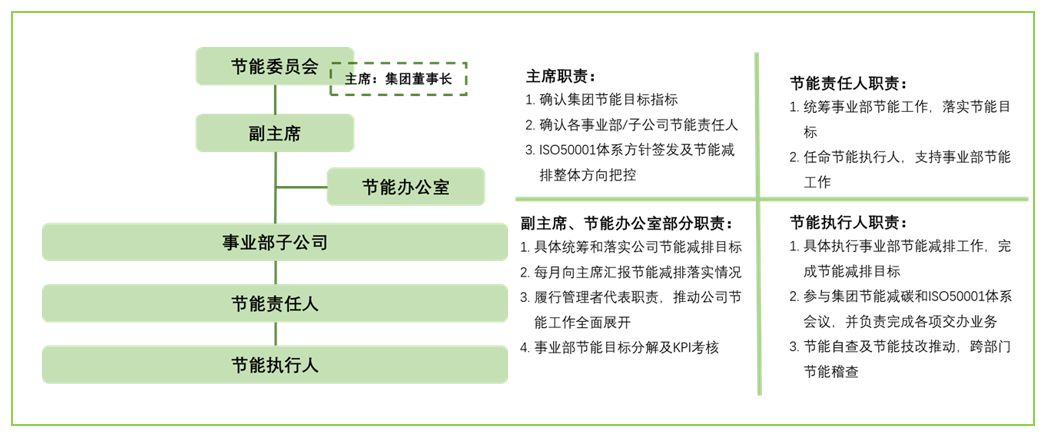 节能委员会
主席：集团董事长
副主席
节能办公室
事业部子公司
节能责任人
节能执行人
主席职责：
1. 确认集团节能目标指标
2. 确认各事业部/子公司节能责任人
3. ISO50001体系方针签发及节能减
排整体方向把控
节能责任人职责：
1. 统筹事业部节能工作，落实节能目
标
2. 任命节能执行人，支持事业部节能
工作
副主席、节能办公室部分职责：
1. 具体统筹和落实公司节能减排目标
2. 每月向主席汇报节能减排落实情况
3. 履行管理者代表职责，推动公司节
能工作全面展开
4. 事业部节能目标分解及KPI考核
节能执行人职责：
1. 具体执行事业部节能减排工作，完
成节能减排目标
2. 参与集团节能减碳和ISO50001体系
会议，并负责完成各项交办业务
3. 节能自查及节能技改推动，跨部门
节能稽查